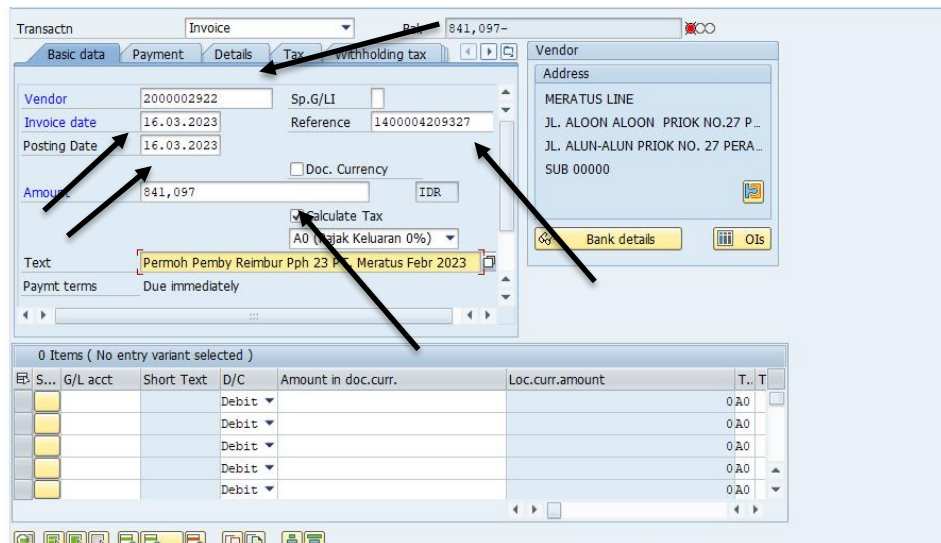 Transactn Invoice Bal. 841,097-
Basic data Payment Details Tax Withholding tax
Vendor 2000002922 Sp.G/LI
Invoice date 16.03.2023 Reference 1400004209327
Posting Date 16.03.2023
Doc. Currency
Amount 841,097 IDR
Calculate Tax
A0 (Pajak Keluaran 0%)
Text Permoh Pemby Reimbur Pph 23 PT. Meratus Febr 2023
Paymt terms Due immediately
Vendor
Address
MERATUS LINE
JL. ALOON ALOON PRIOK NO.27 P...
JL. ALUN-ALUN PRIOK NO. 27 PERA...
SUB 00000
Bank details OIs
0 Items ( No entry variant selected )
S... G/L acct Short Text D/C Amount in doc.curr. Loc.curr.amount T.. T
Debit 0 A0
Debit 0 A0
Debit 0 A0
Debit 0 A0
Debit 0 A0